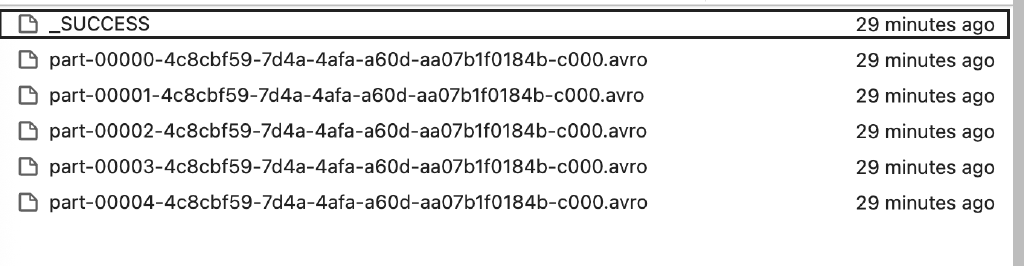 _SUCCESS 29 minutes ago
part-00000-4c8cbf59-7d4a-4afa-a60d-aa07b1f0184b-c000.avro 29 minutes ago
part-00001-4c8cbf59-7d4a-4afa-a60d-aa07b1f0184b-c000.avro 29 minutes ago
part-00002-4c8cbf59-7d4a-4afa-a60d-aa07b1f0184b-c000.avro 29 minutes ago
part-00003-4c8cbf59-7d4a-4afa-a60d-aa07b1f0184b-c000.avro 29 minutes ago
part-00004-4c8cbf59-7d4a-4afa-a60d-aa07b1f0184b-c000.avro 29 minutes ago